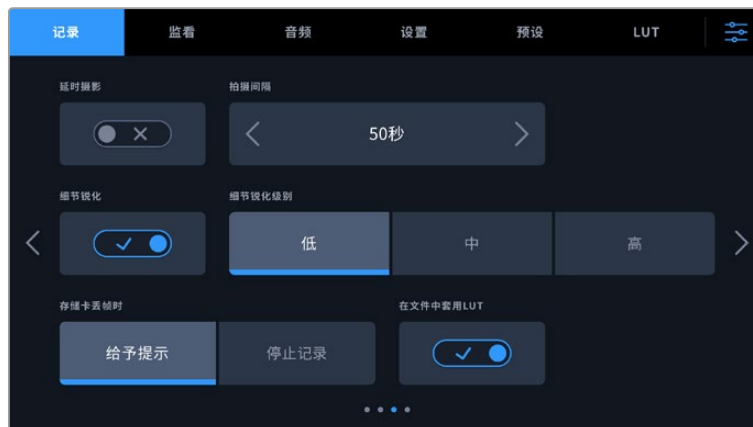 记录 监看 音频 设置 预设 LUT
延时摄影 拍摄间隔
50秒
细节锐化 细节锐化级别
低 中 高
存储卡丢帧时 在文件中套用LUT
给予提示 停止记录